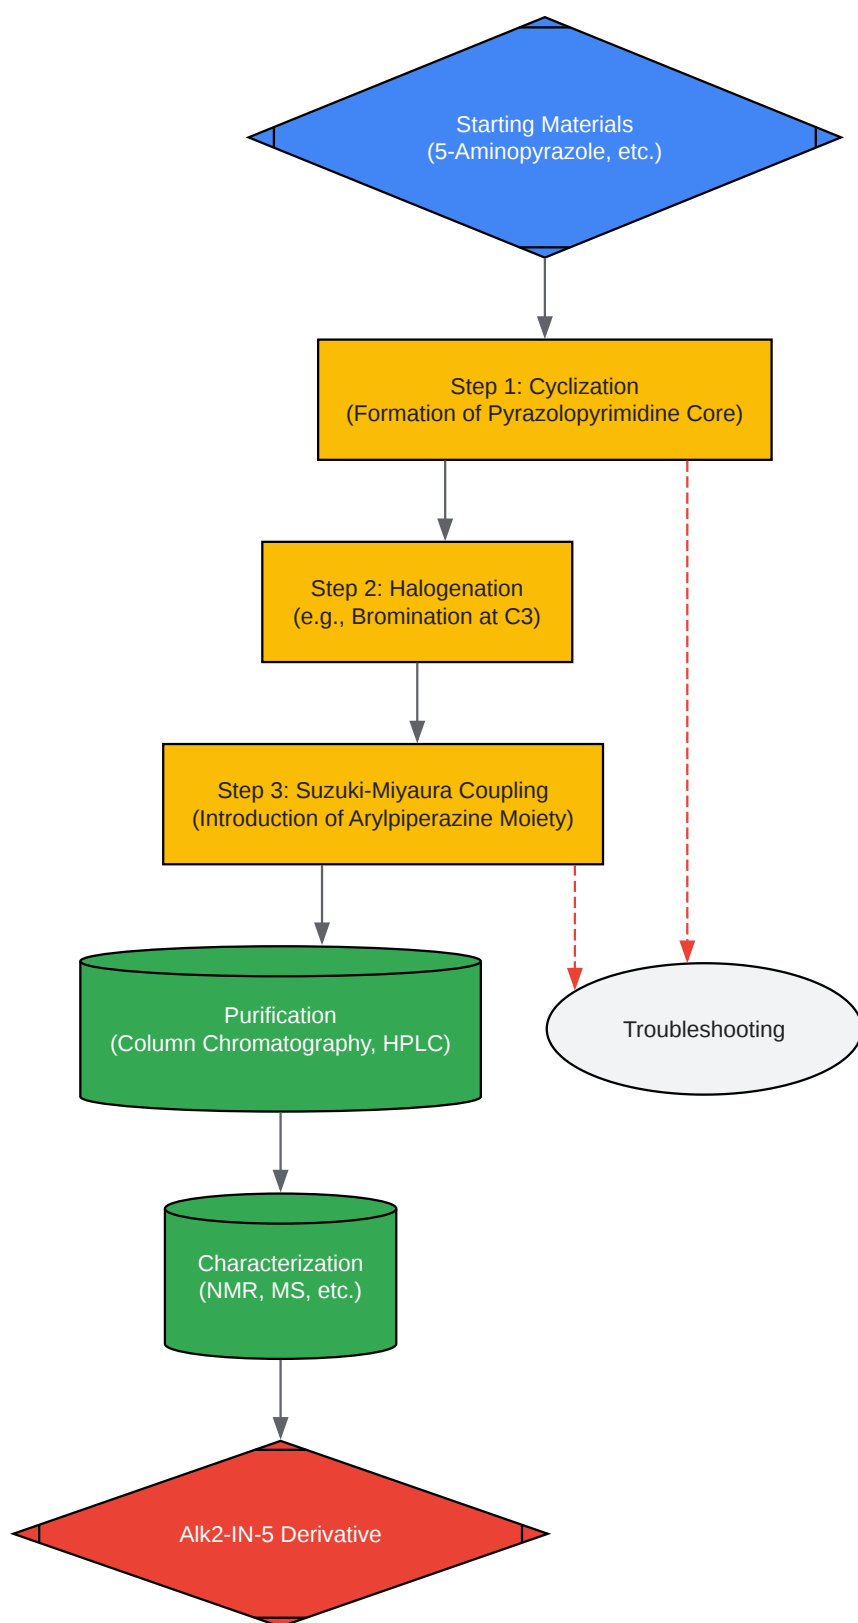 Starting Materials
(5-Aminopyrazole, etc.)
Step 1: Cyclization
(Formation of Pyrazolopyrimidine Core)
Step 2: Halogenation
(e.g., Bromination at C3)
Step 3: Suzuki-Miyaura Coupling
(Introduction of Arylpiperazine Moiety)
Purification
(Column Chromatography, HPLC)
Troubleshooting
Characterization
(NMR, MS, etc.)
Alk2-IN-5 Derivative